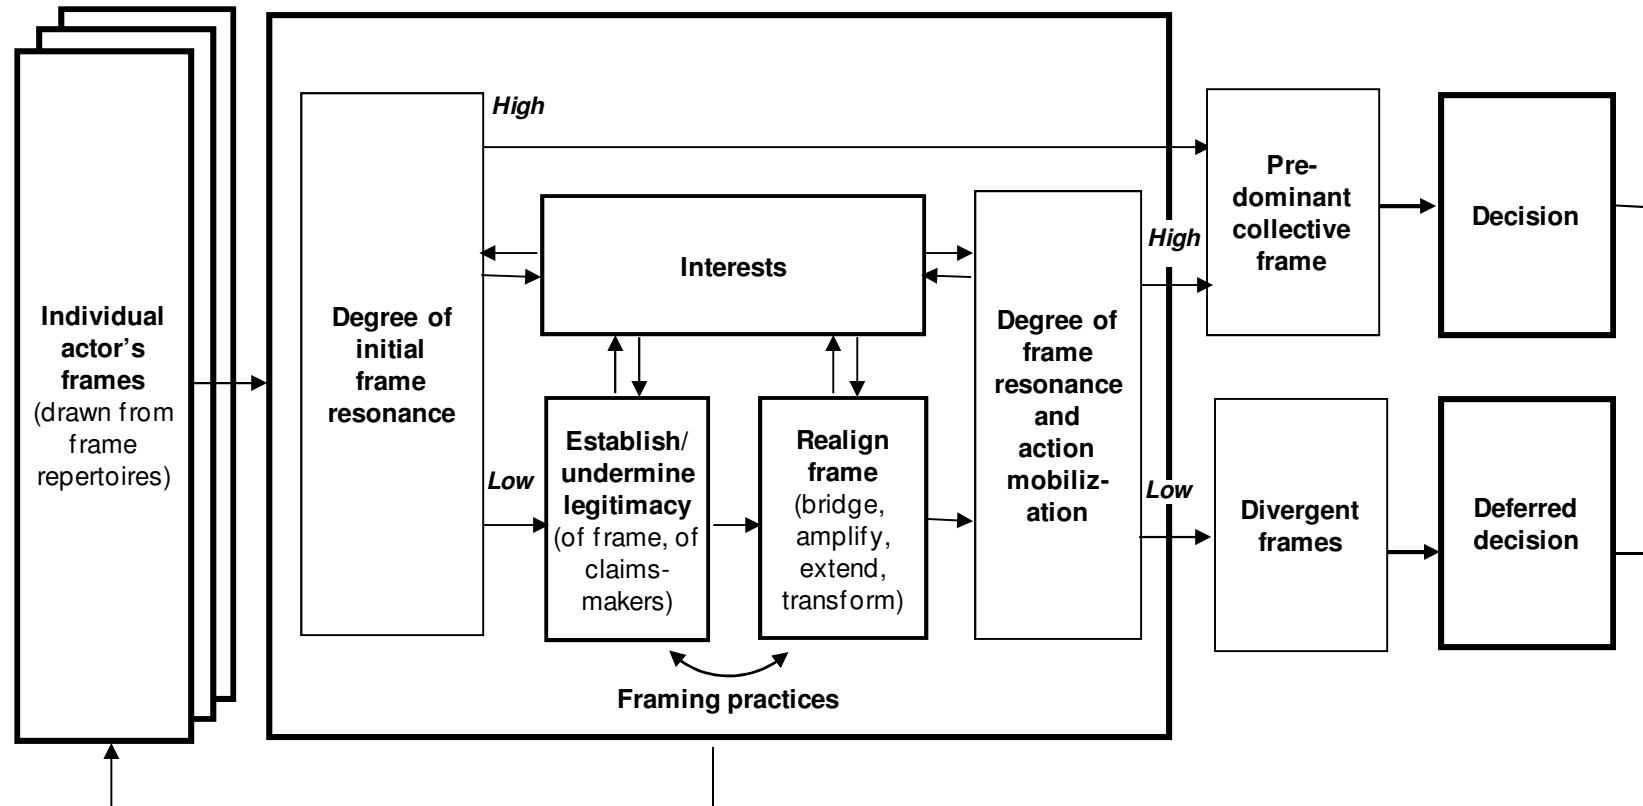 Individual
actor's
frames
(drawn from
frame
repertoires)
Degree of
initial
frame
resonance
High
Low
Interests
Establish/
undermine
legitimacy
(of frame, of
claims-
makers)
Realign
frame
(bridge,
amplify,
extend,
transform)
Framing practices
Degree of
frame
resonance
and
action
mobiliz-
ation
High
Low
Pre-
dominant
collective
frame
Decision
Divergent
frames
Deferred
decision